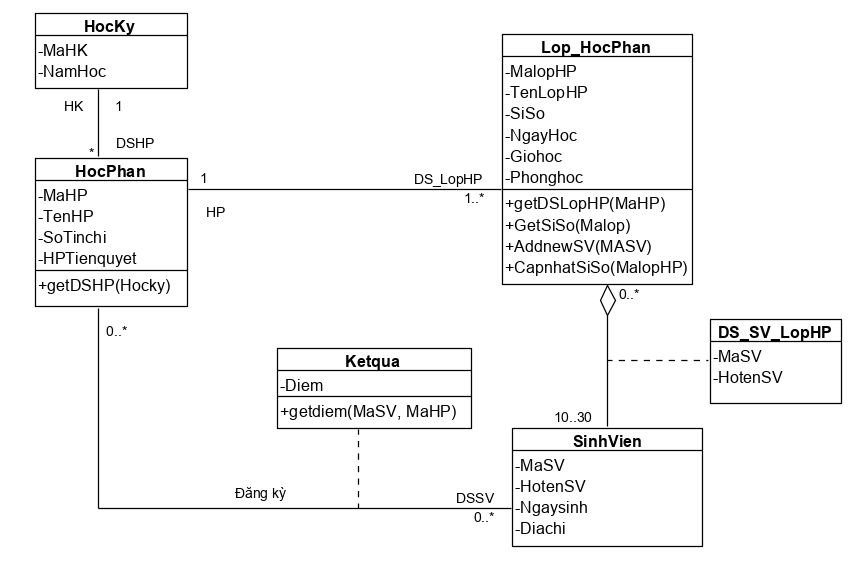 HocKy
-MaHK
-NamHoc
HK
1
*
DSHP
HocPhan
-MaHP
-TenHP
-SoTinchi
-HPTienquyet
+getDSHP(Hocky)
1
HP
DS_LopHP
1..*
Lop_HocPhan
-MalopHP
-TenLopHP
-SiSo
-NgayHoc
-Giohoc
-Phonghoc
+getDSLopHP(MaHP)
+GetSiSo(Malop)
+AddnewSV(MASV)
+CapnhatSiSo(MalopHP)
0..*
DS_SV_LopHP
-MaSV
-HotenSV
0..*
Ketqua
-Diem
+getdiem(MaSV, MaHP)
10..30
SinhVien
-MaSV
-HotenSV
-Ngaysinh
-Diachi
Đăng kỳ
DSSV
0..*